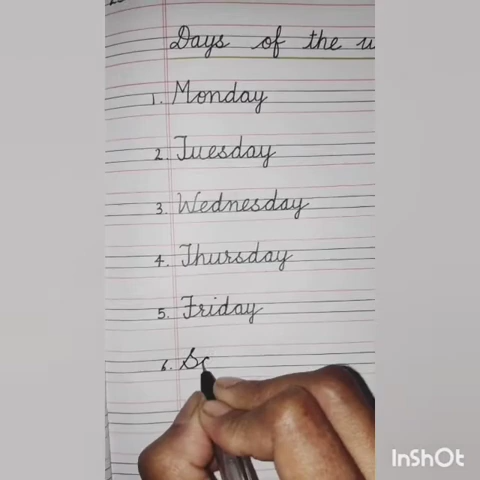 Days of the
1. Monday
2. Tuesday
3. Wednesday
4. Thursday
5. Friday
6. S
InShOt